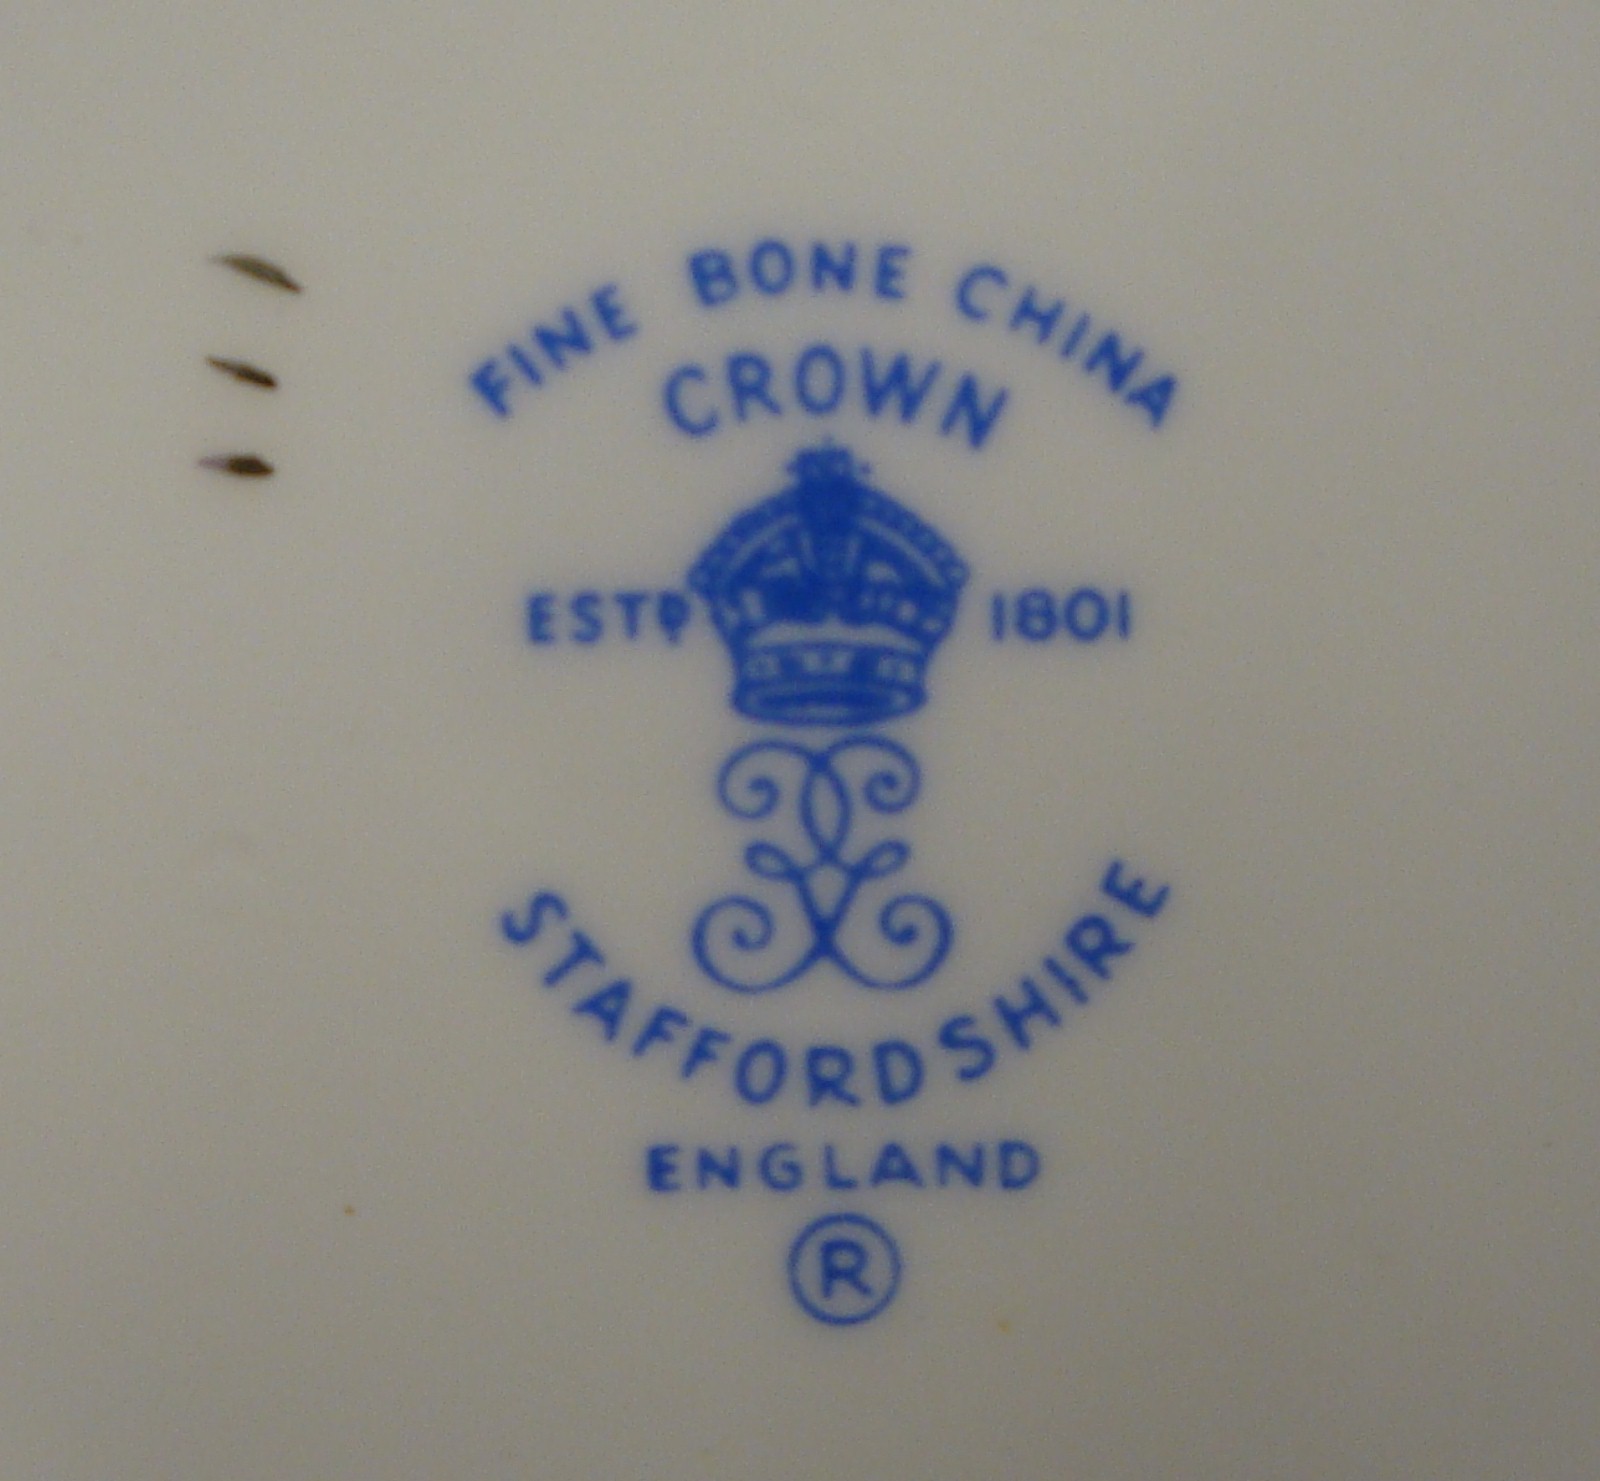 FINE BONE CHINA
CROWN
ESTD 1801
STAFFORDSHIRE
ENGLAND
®